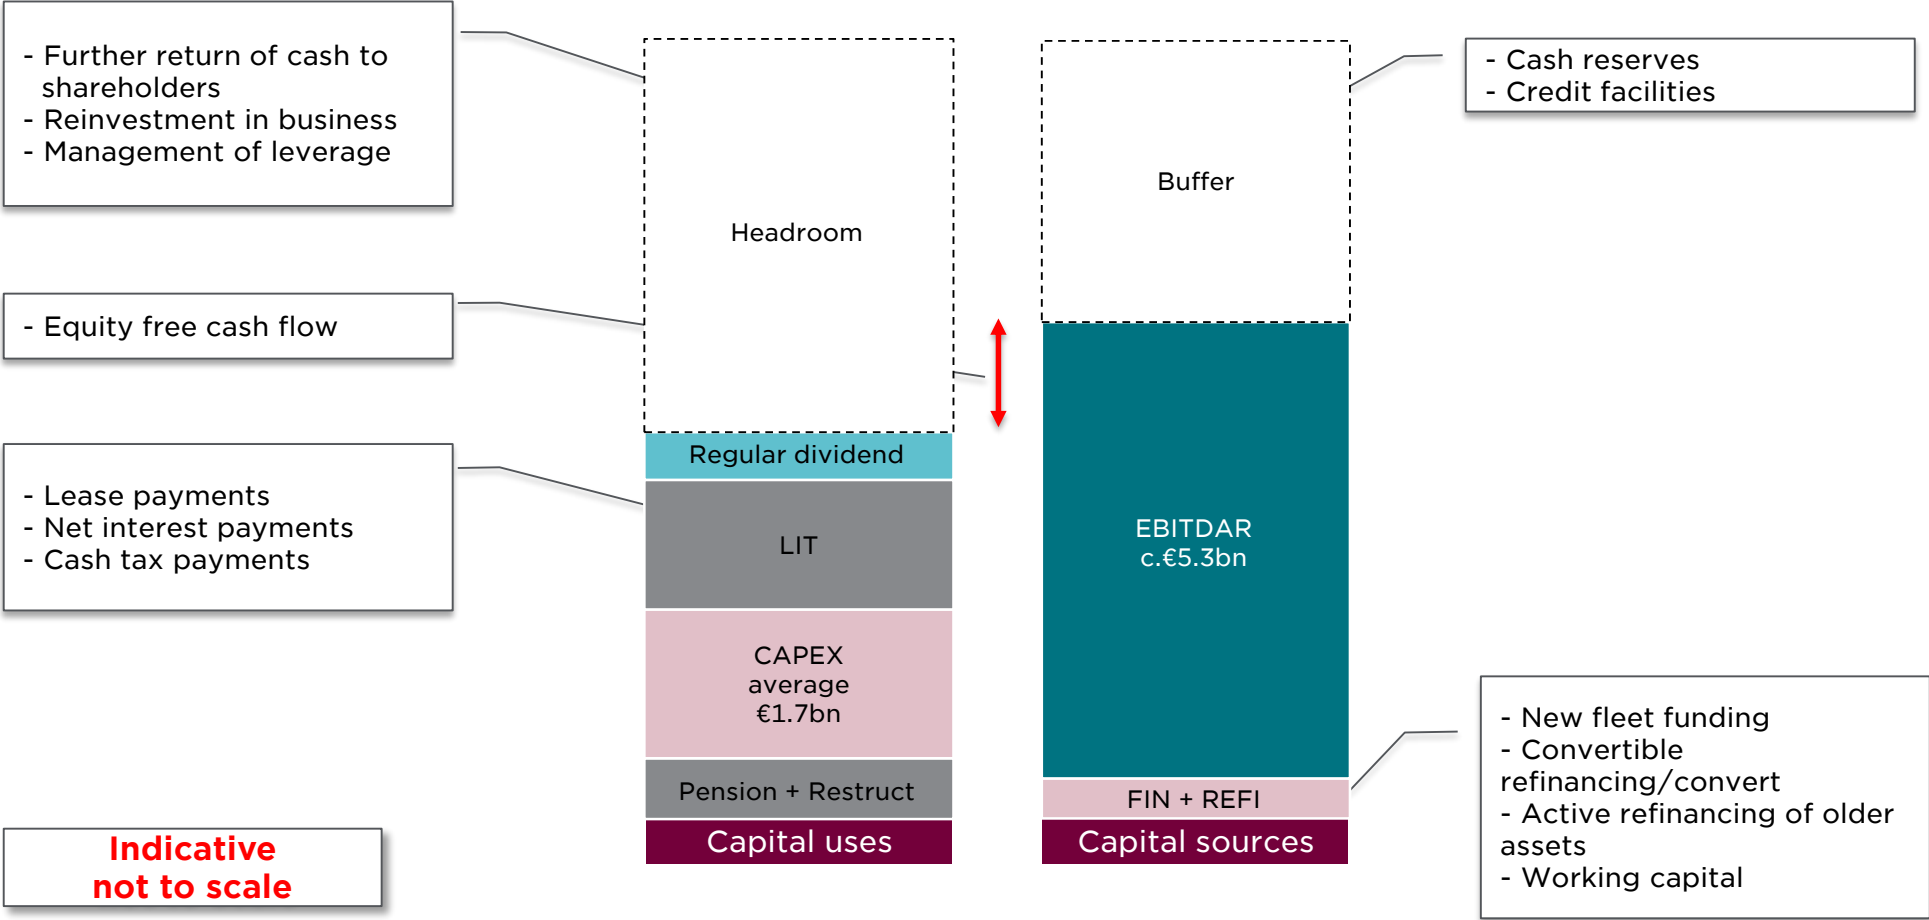 - Further return of cash to
shareholders
- Reinvestment in business
- Management of leverage
- Equity free cash flow
- Lease payments
- Net interest payments
- Cash tax payments
Indicative
not to scale
Headroom
Regular dividend
LIT
CAPEX
average
€1.7bn
Pension + Restruct
Capital uses
Buffer
EBITDAR
c.€5.3bn
FIN + REFI
Capital sources
- Cash reserves
- Credit facilities
- New fleet funding
- Convertible
refinancing/convert
- Active refinancing of older
assets
- Working capital